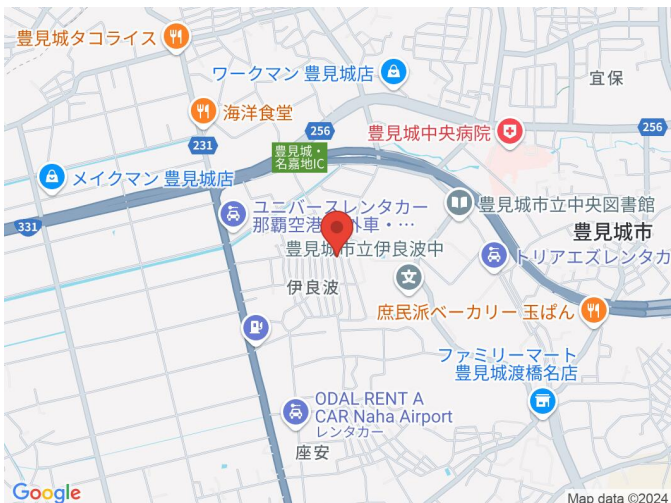 豊見城タコライス
ワークマン 豊見城店
宜保
海洋食堂
256
豊見城中央病院
256
231
豊見城・
名嘉地IC
メイクマン 豊見城店
ユニバースレンタカー
那覇空港
外車・…
豊見城市立中央図書館
331
豊見城市
豊見城市立伊良波中
トリアエズレンタカ
伊良波
文
庶民派ベーカリー 玉ぱん
ファミリーマート
豊見城渡橋名店
ODAL RENT A
CAR Naha Airport
レンタカー
座安
Google
Map data ©2024